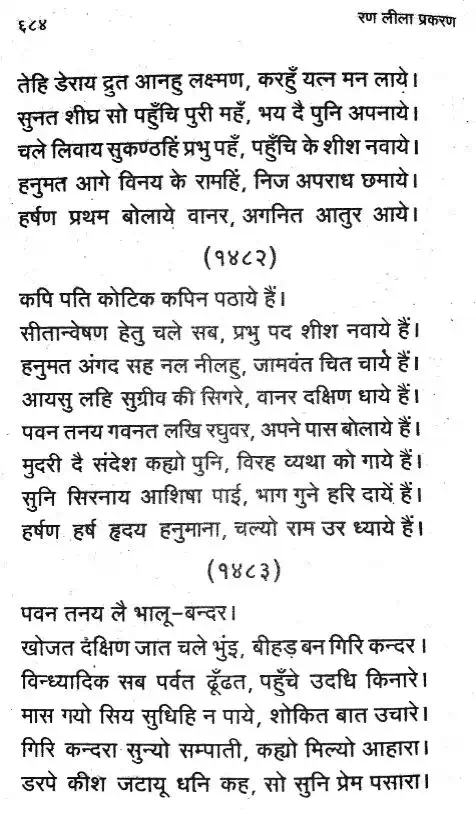 ६८४
रण लीला प्रकरण
तेहि डेराय द्रुत आनहु लक्ष्मण, करहुँ यत्न मन लाये।
सुनत शीघ्र सो पहुँचि पुरी महँ, भय दै पुनि अपनाये।
चले लिवाय सुकण्ठहिं प्रभु पहँ, पहुँचि के शीश नवाये।
हनुमत आगे विनय के रामहिं, निज अपराध छमाये।
हर्षण प्रथम बोलाये वानर, अगनित आतुर आये।
(१४८२)
कपि पति कोटिक कपिन पठाये हैं।
सीतान्वेषण हेतु चले सब, प्रभु पद शीश नवाये हैं।
हनुमत अंगद सह नल नीलहु, जामवंत चित चाये हैं।
आयसु लहि सुग्रीव की सिगरे, वानर दक्षिण धाये हैं।
पवन तनय गवनत लखि रघुवर, अपने पास बोलाये हैं।
मुदरी दै संदेश कह्यो पुनि, विरह व्यथा को गाये हैं।
सुनि सिरनाय आशिषा पाई, भाग गुने हरि दायें हैं।
हर्षण हर्ष हृदय हनुमाना, चल्यो राम उर ध्याये हैं।
(१४८३)
पवन तनय लै भालू-बन्दर।
खोजत दंक्षिण जात चले भुंइ, बीहड़ बन गिरि कन्दर।
विन्ध्यादिक सब पर्वत ढूँढत, पहुँचे उदधि किनारे।
मास गयो सिय सुधिहि न पाये, शोकित बात उचारे।
गिरि कन्दरा सुन्यो सम्पाती, कह्यो मिल्यो आहारा।
डरपे कीश जटायू धनि कह, सो सुनि प्रेम पसारा।